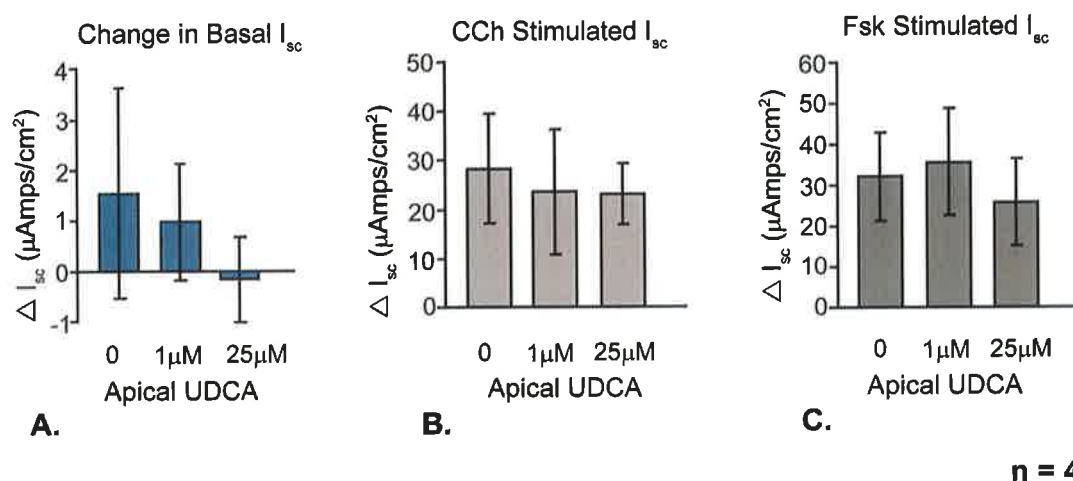 Change in Basal Isc
4
3
2
1
0
-1
△ Isc (μAmps/cm²)
0 1μM 25μM
Apical UDCA
A.
CCh Stimulated Isc
50
40
30
20
10
0
△ Isc (μAmps/cm²)
0 1μM 25μM
Apical UDCA
B.
Fsk Stimulated Isc
60
50
40
30
20
10
0
△ Isc (μAmps/cm²)
0 1μM 25μM
Apical UDCA
C.
n = 4